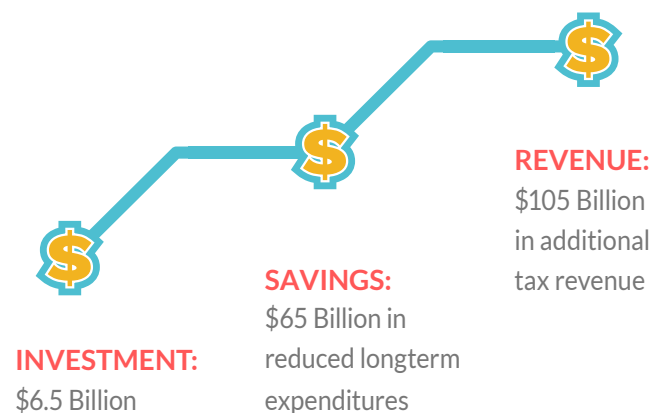 $
$
$
INVESTMENT:
$6.5 Billion
SAVINGS:
$65 Billion in
reduced longterm
expenditures
REVENUE:
$105 Billion
in additional
tax revenue